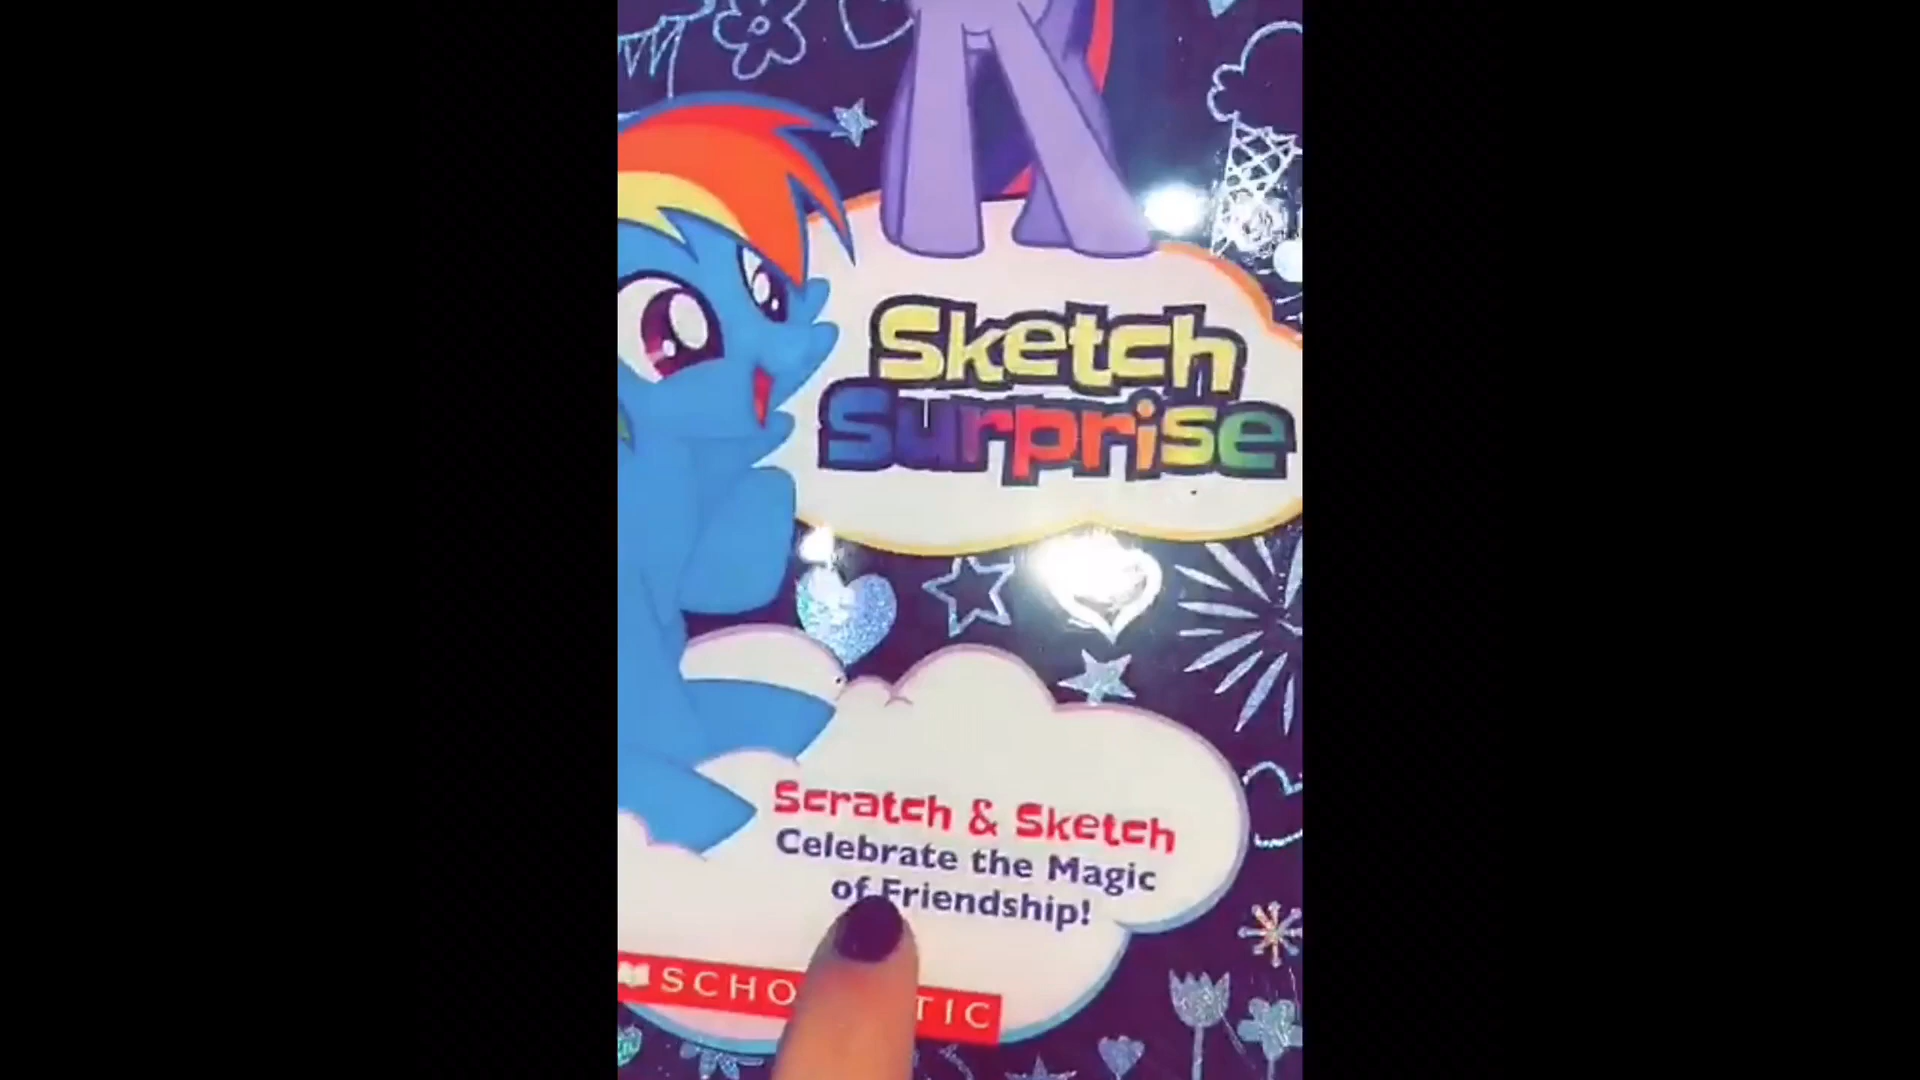 Sketch
Surprise
Scratch & Sketch
Celebrate the Magic
of Friendship!